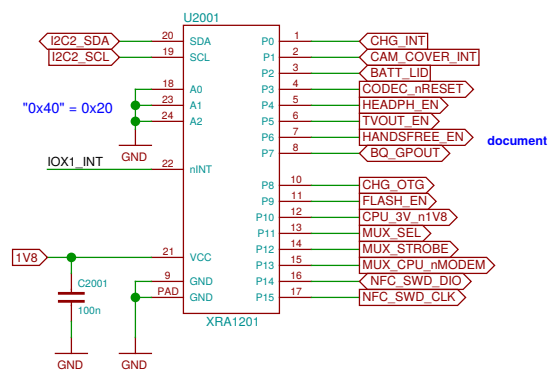 U2001
I2C2_SDA 20 SDA P0 1 CHG_INT
I2C2_SCL 19 SCL P1 2 CAM_COVER_INT
P2 3 BATT_LID
18 A0 P3 4 CODEC_nRESET
"0x40" = 0x20 23 A1 P4 5 HEADPH_EN
24 A2 P5 6 TVOUT_EN
P6 7 HANDSFREE_EN document
GND P7 8 BQ_GPOUT
IOX1_INT 22 nINT
P8 10 CHG_OTG
P9 11 FLASH_EN
P10 12 CPU_3V_n1V8
P11 13 MUX_SEL
1V8 21 VCC P12 14 MUX_STROBE
P13 15 MUX_CPU_nMODEM
C2001 9 GND P14 16 NFC_SWD_DIO
100n PAD GND P15 17 NFC_SWD_CLK
XRA1201
GND GND